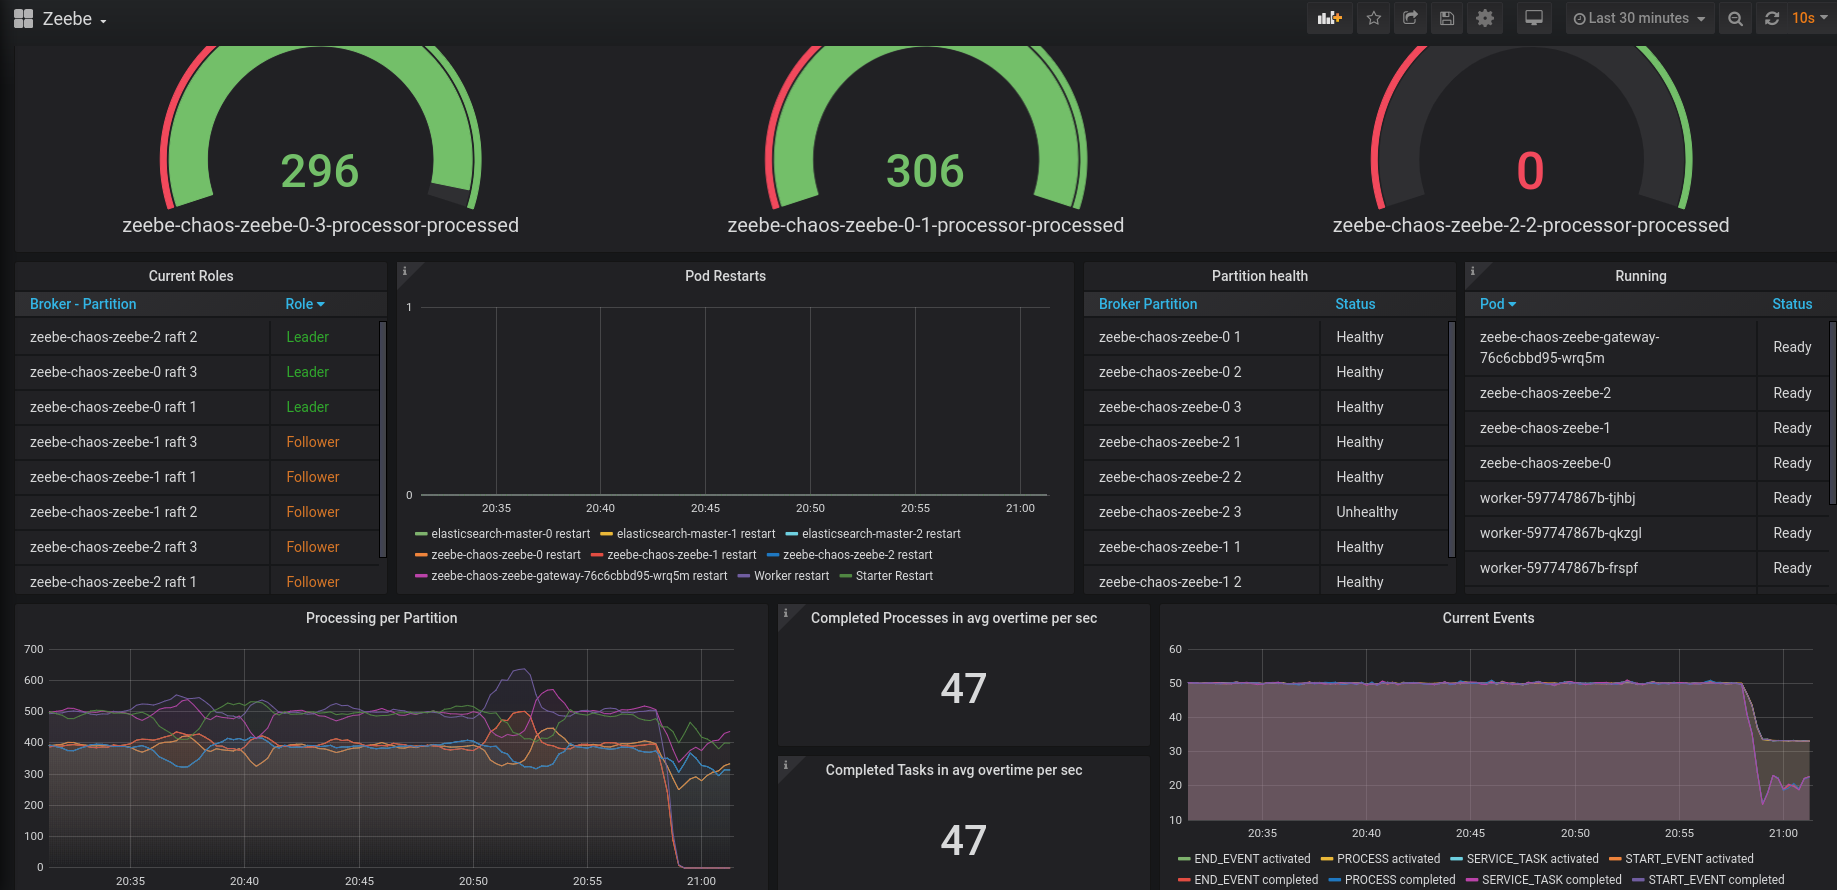 Zeebe
Last 30 minutes
10s
296
306
0
zeebe-chaos-zeebe-0-3-processor-processed
zeebe-chaos-zeebe-0-1-processor-processed
zeebe-chaos-zeebe-2-2-processor-processed
Current Roles
Broker - Partition Role
zeebe-chaos-zeebe-2 raft 2 Leader
zeebe-chaos-zeebe-0 raft 3 Leader
zeebe-chaos-zeebe-0 raft 1 Leader
zeebe-chaos-zeebe-1 raft 3 Follower
zeebe-chaos-zeebe-1 raft 1 Follower
zeebe-chaos-zeebe-1 raft 2 Follower
zeebe-chaos-zeebe-2 raft 3 Follower
zeebe-chaos-zeebe-2 raft 1 Follower
i
Pod Restarts
1
0
20:35 20:40 20:45 20:50 20:55 21:00
elasticsearch-master-0 restart elasticsearch-master-1 restart elasticsearch-master-2 restart
zeebe-chaos-zeebe-0 restart zeebe-chaos-zeebe-1 restart zeebe-chaos-zeebe-2 restart
zeebe-chaos-zeebe-gateway-76c6cbbd95-wrq5m restart Worker restart Starter Restart
Partition health
Broker Partition Status
zeebe-chaos-zeebe-0 1 Healthy
zeebe-chaos-zeebe-0 2 Healthy
zeebe-chaos-zeebe-0 3 Healthy
zeebe-chaos-zeebe-2 1 Healthy
zeebe-chaos-zeebe-2 2 Healthy
zeebe-chaos-zeebe-2 3 Unhealthy
zeebe-chaos-zeebe-1 1 Healthy
zeebe-chaos-zeebe-1 2 Healthy
i
Running
Pod Status
zeebe-chaos-zeebe-gateway-
76c6cbbd95-wrq5m Ready
zeebe-chaos-zeebe-2 Ready
zeebe-chaos-zeebe-1 Ready
zeebe-chaos-zeebe-0 Ready
worker-597747867b-tjhbj Ready
worker-597747867b-qkzgl Ready
worker-597747867b-frspf Ready
Processing per Partition
700
600
500
400
300
200
100
0
20:35 20:40 20:45 20:50 20:55 21:00
i
Completed Processes in avg overtime per sec
47
i
Completed Tasks in avg overtime per sec
47
Current Events
60
50
40
30
20
10
20:35 20:40 20:45 20:50 20:55 21:00
END_EVENT activated PROCESS activated SERVICE_TASK activated START_EVENT activated
END_EVENT completed PROCESS completed SERVICE_TASK completed START_EVENT completed